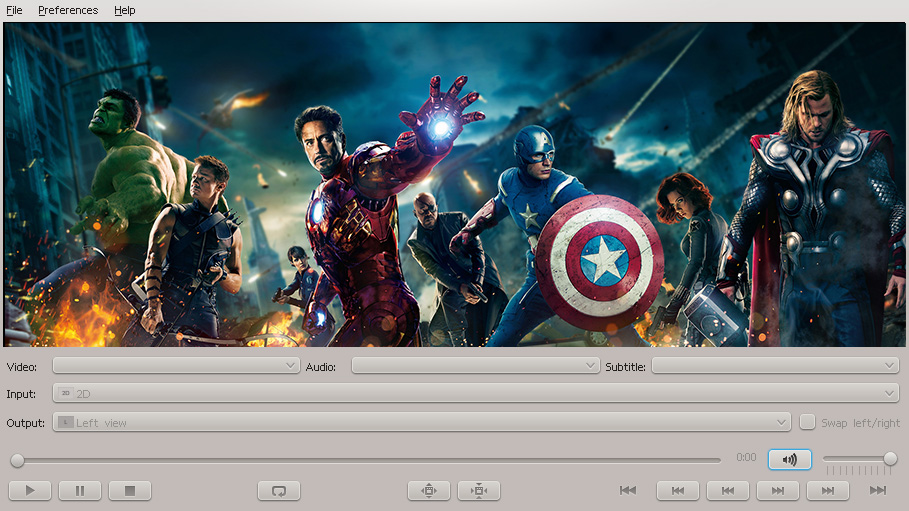 File Preferences Help
Video: Audio: Subtitle:
Input: 2D 2D
Output: L Left view Swap left/right
0:00